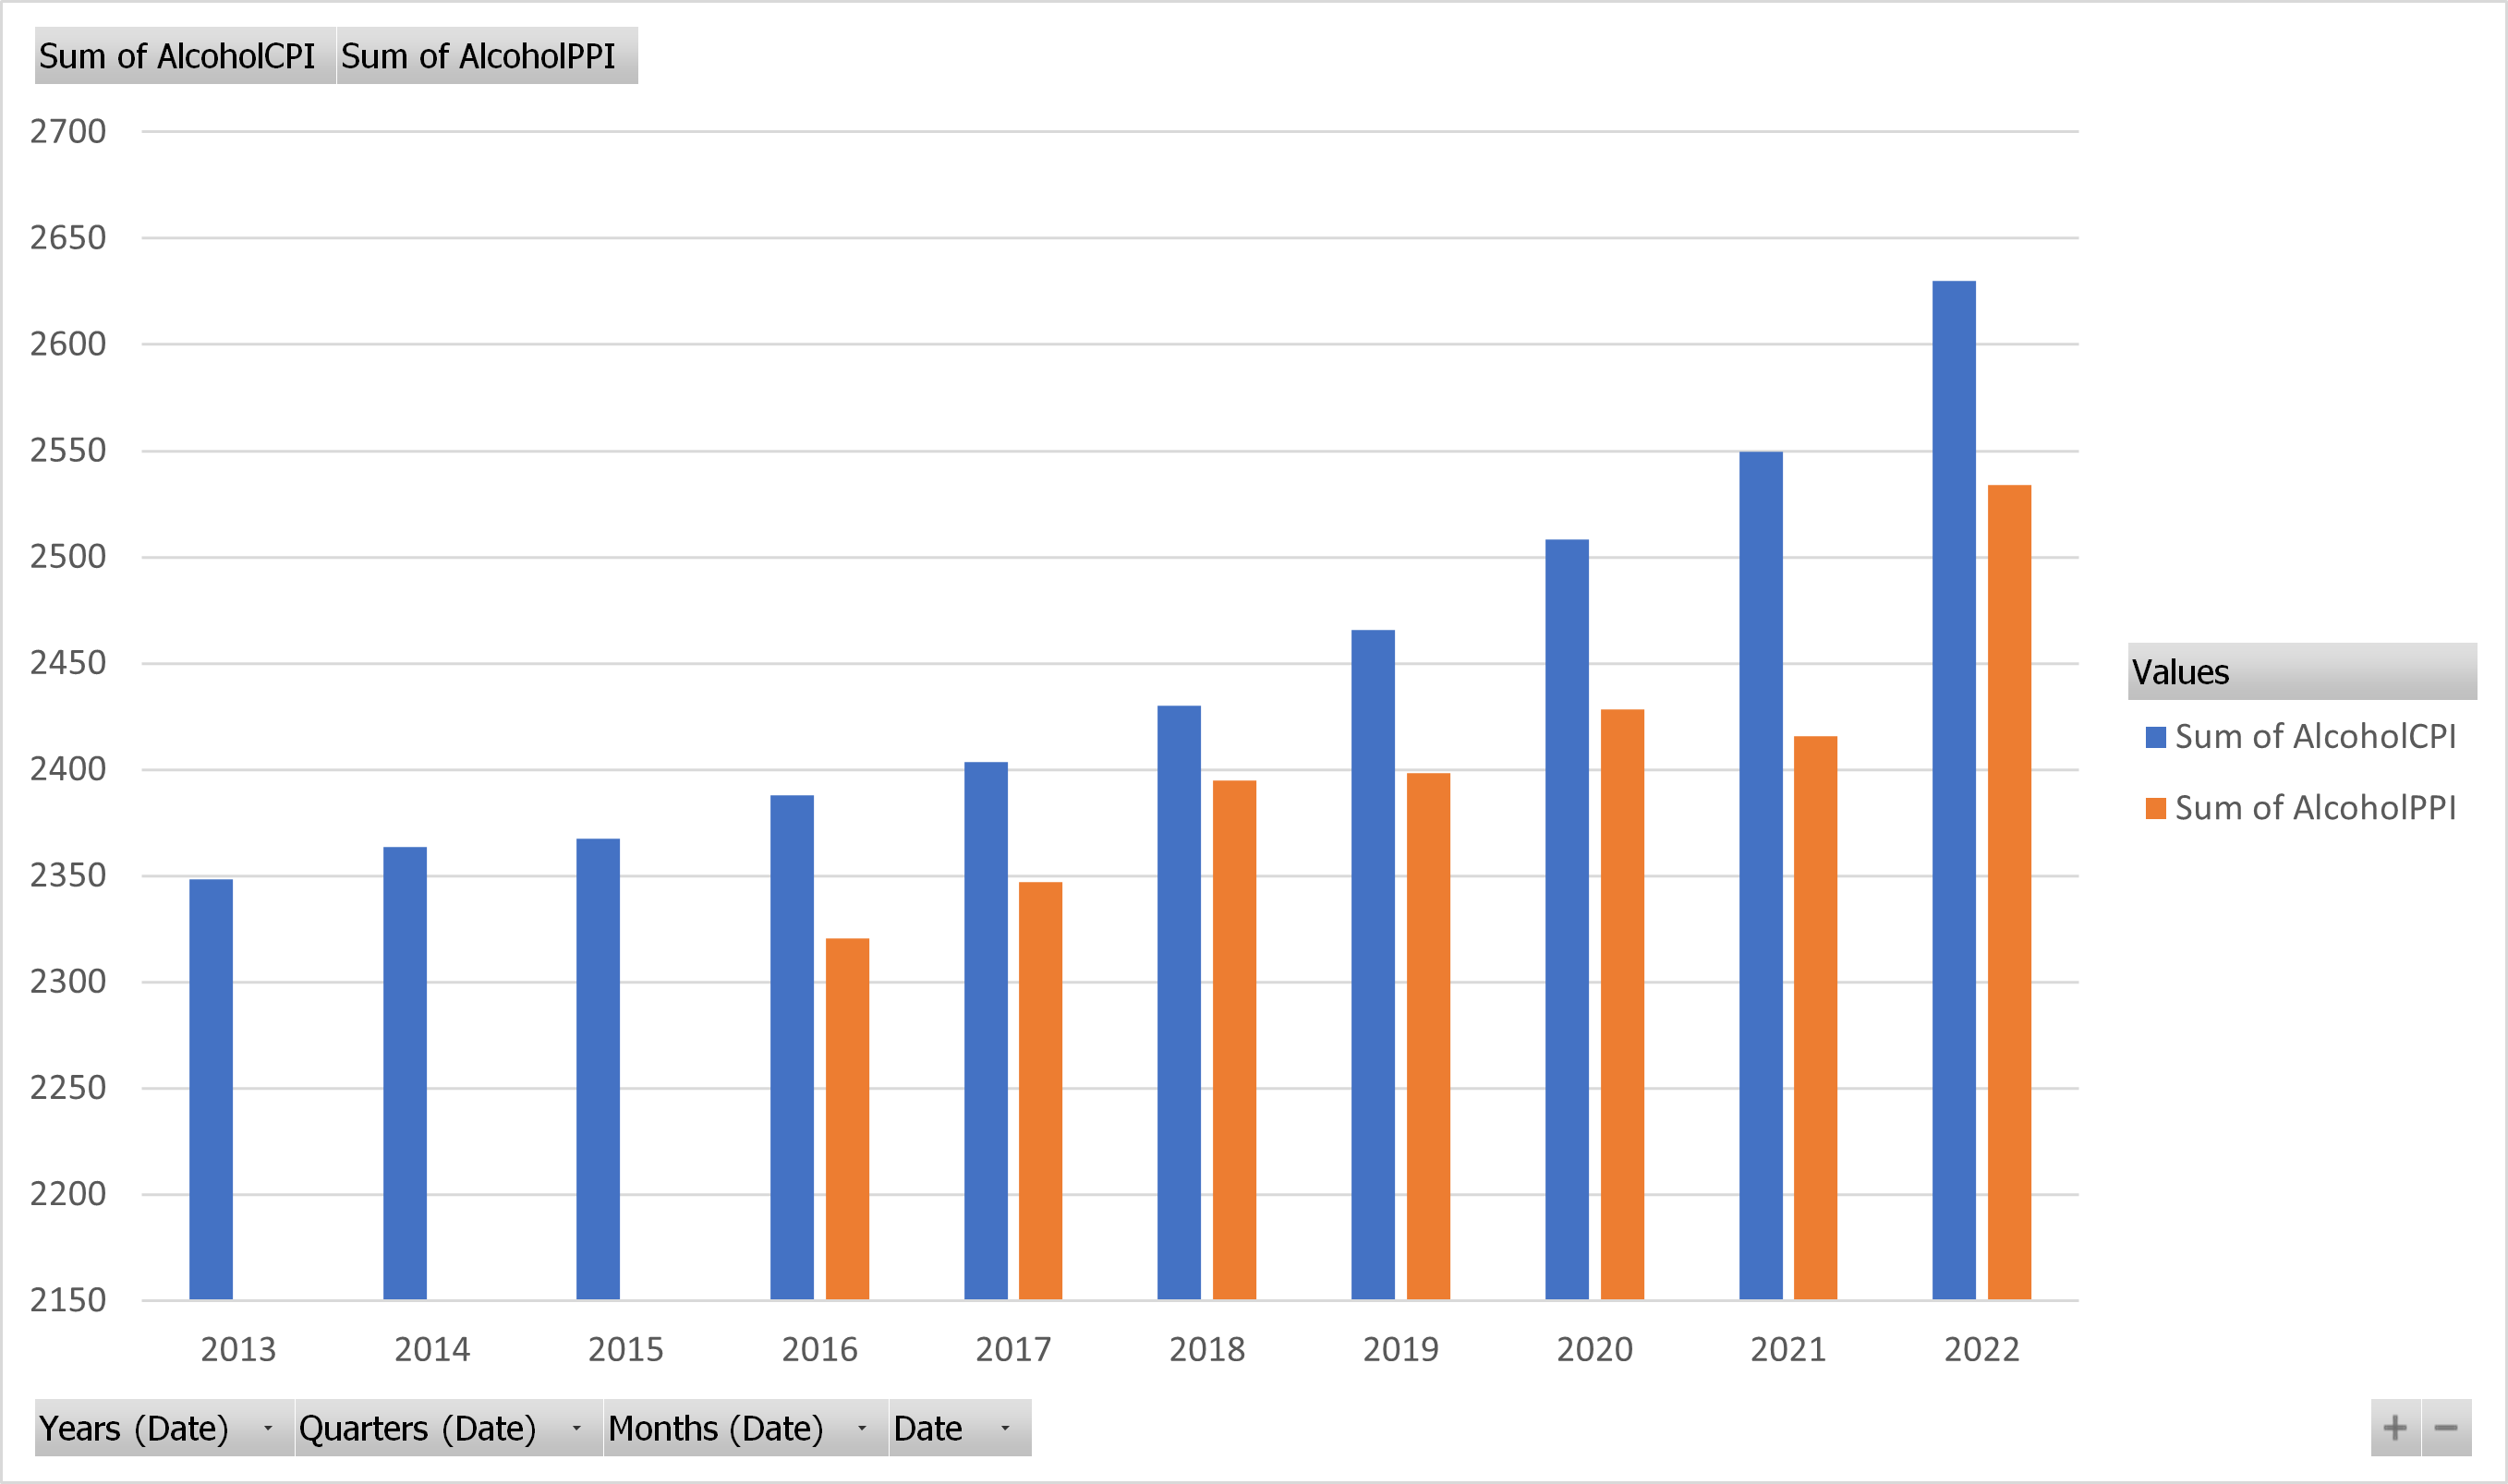 Sum of AlcoholCPI Sum of AlcoholPPI
2700
2650
2600
2550
2500
2450
2400
2350
2300
2250
2200
2150
2013 2014 2015 2016 2017 2018 2019 2020 2021 2022
Values
Sum of AlcoholCPI
Sum of AlcoholPPI
Years (Date) Quarters (Date) Months (Date) Date
+ −